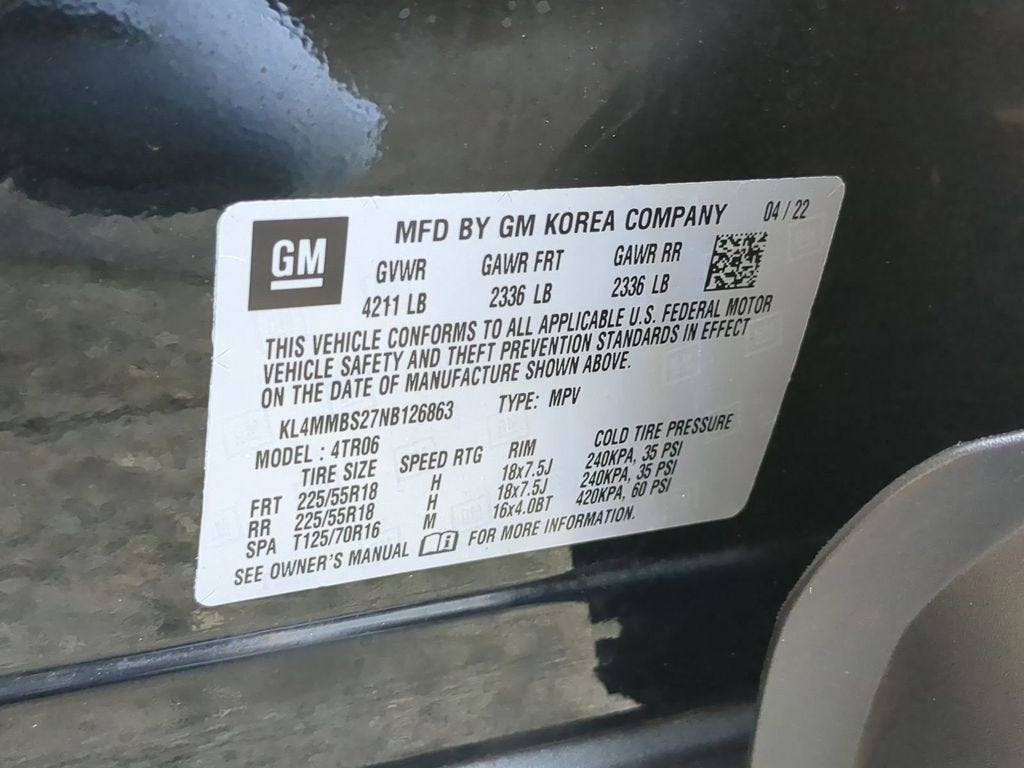 GM
MFD BY GM KOREA COMPANY 04 / 22
GVWR GAWR FRT GAWR RR
4211 LB 2336 LB 2336 LB
THIS VEHICLE CONFORMS TO ALL APPLICABLE U.S. FEDERAL MOTOR
VEHICLE SAFETY AND THEFT PREVENTION STANDARDS IN EFFECT
ON THE DATE OF MANUFACTURE SHOWN ABOVE.
KL4MMBS27NB126863 TYPE: MPV
MODEL : 4TR06
TIRE SIZE SPEED RTG RIM COLD TIRE PRESSURE
FRT 225/55R18 H 18x7.5J 240KPA, 35 PSI
RR 225/55R18 H 18x7.5J 240KPA, 35 PSI
SPA T125/70R16 M 16x4.0BT 420KPA, 60 PSI
SEE OWNER'S MANUAL FOR MORE INFORMATION.